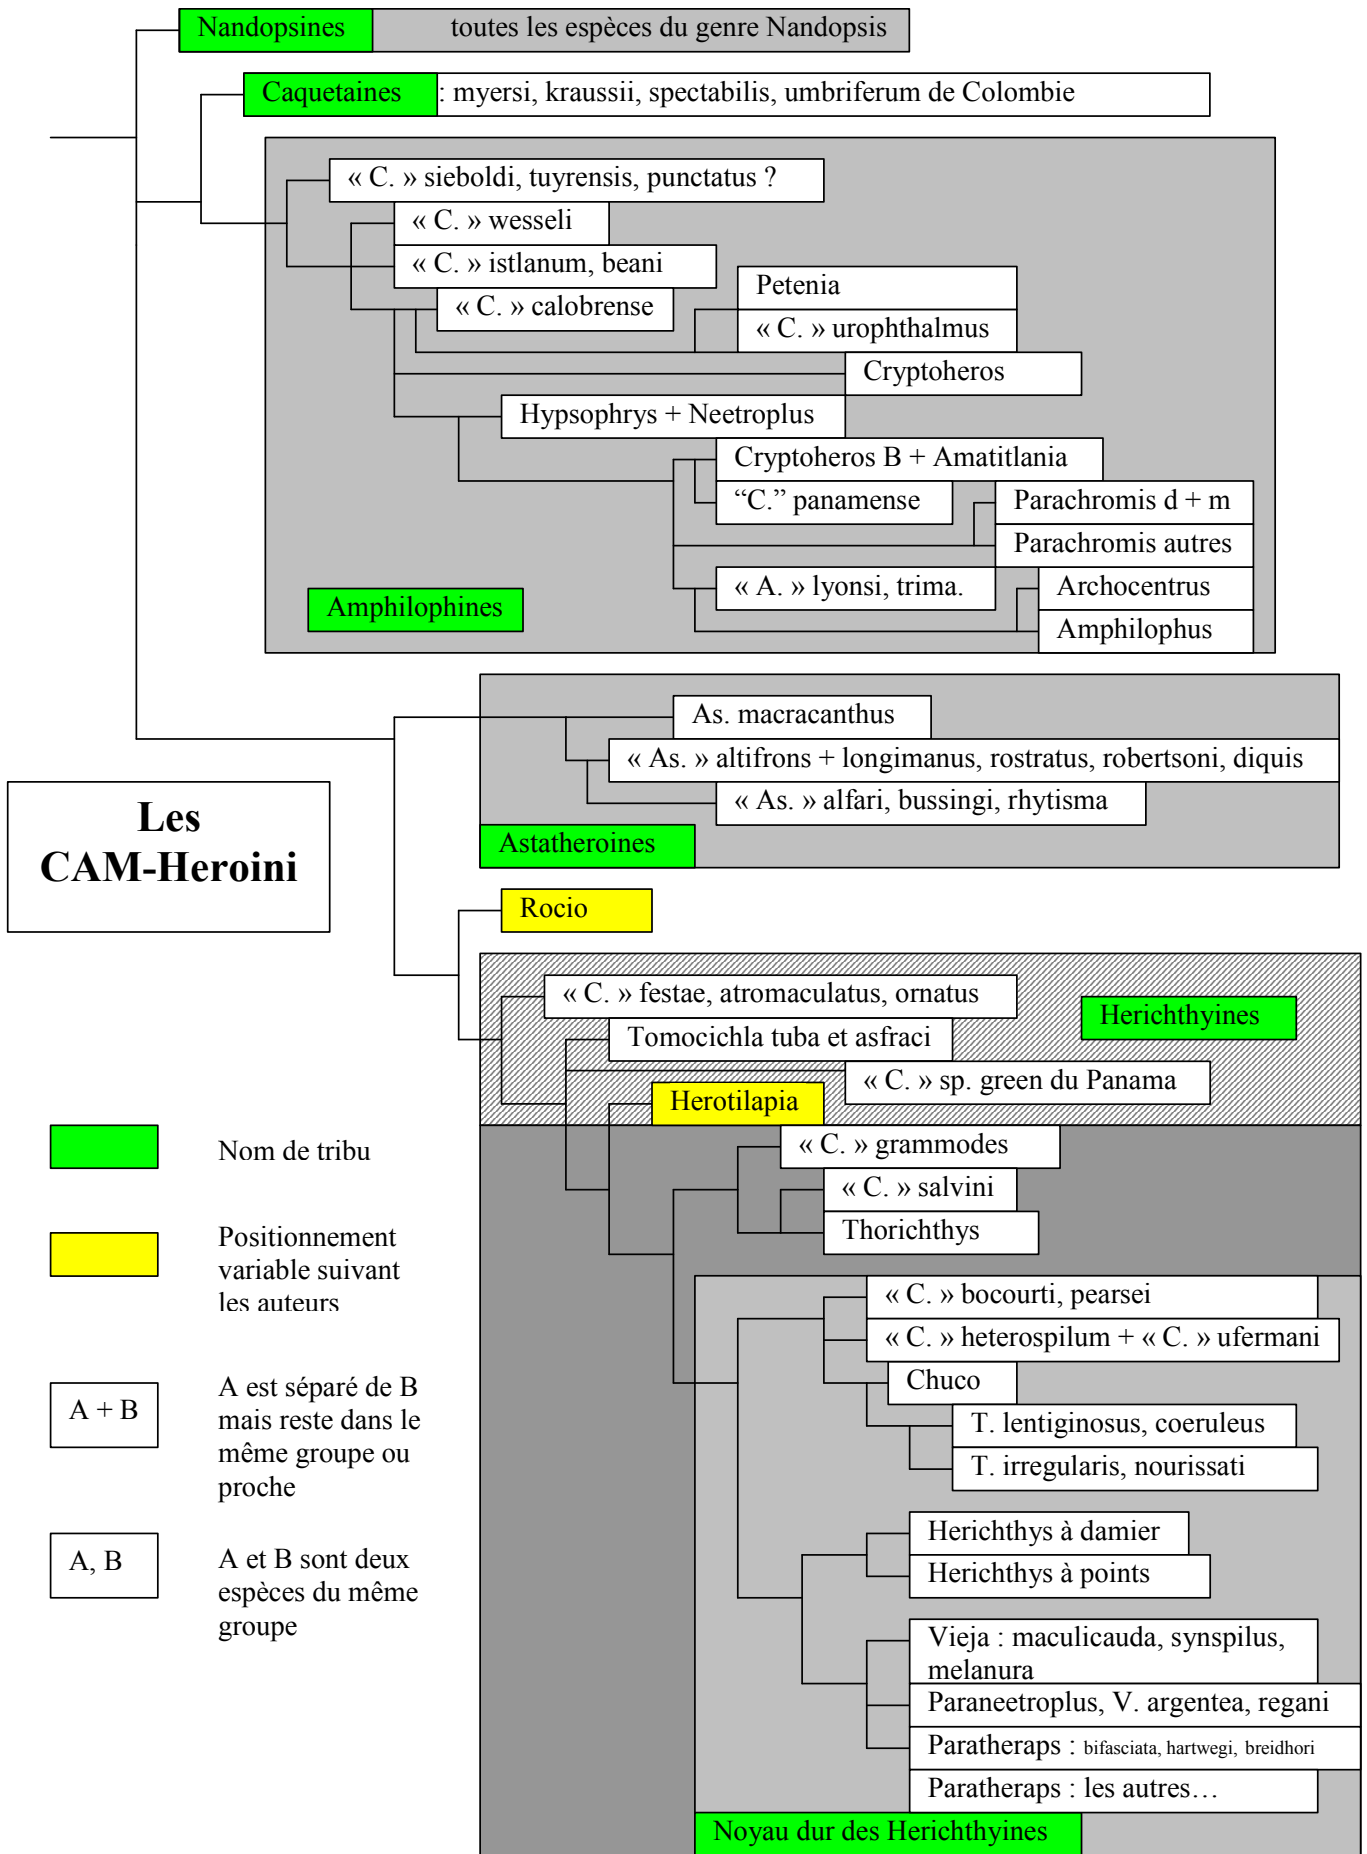 Nandopsines toutes les espèces du genre Nandopsis
Caquetaines : myersi, kraussii, spectabilis, umbriferum de Colombie
« C. » sieboldi, tuyrensis, punctatus ?
« C. » wesseli
« C. » istlanum, beani
« C. » calobrense
Petenia
« C. » urophthalmus
Cryptoheros
Hypsophrys + Neetroplus
Cryptoheros B + Amatitlania
“C.” panamense
Parachromis d + m
Parachromis autres
« A. » lyonsi, trima.
Archocentrus
Amphilophus
Amphilophines
As. macracanthus
« As. » altifrons + longimanus, rostratus, robertsoni, diquis
« As. » alfari, bussingi, rhytisma
Astatheroines
Les
CAM-Heroini
Rocio
« C. » festae, atromaculatus, ornatus
Herichthyines
Tomocichla tuba et asfraci
« C. » sp. green du Panama
Herotilapia
« C. » grammodes
« C. » salvini
Thorichthys
« C. » bocourti, pearsei
« C. » heterospilum + « C. » ufermani
Chuco
T. lentiginosus, coeruleus
T. irregularis, nourissati
Herichthys à damier
Herichthys à points
Vieja : maculicauda, synspilus,
melanura
Paraneetroplus, V. argentea, regani
Paratheraps : bifasciata, hartwegi, breidhori
Paratheraps : les autres…
Noyau dur des Herichthyines
Nom de tribu
Positionnement
variable suivant
les auteurs
A + B
A est séparé de B
mais reste dans le
même groupe ou
proche
A, B
A et B sont deux
espèces du même
groupe